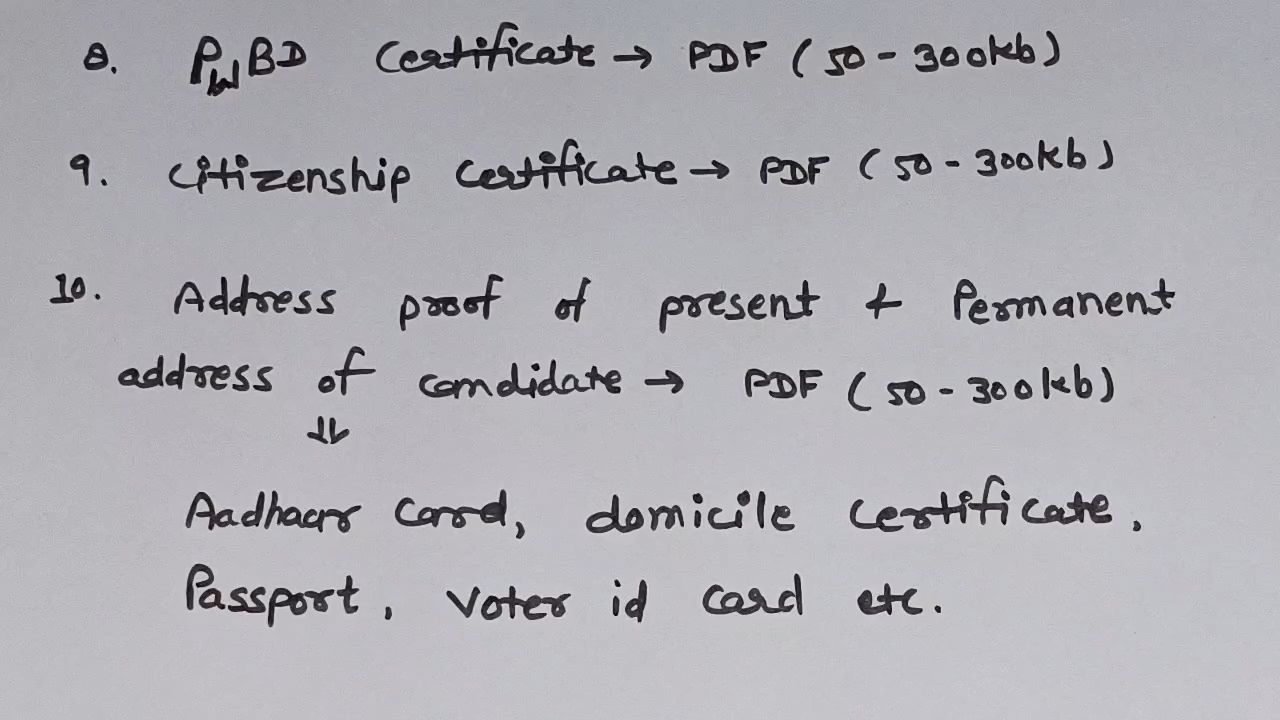 8. PwBD Certificate → PDF (50-300kb)
9. Citizenship Certificate → PDF (50-300kb)
10. Address proof of present + Permanent
address of candidate → PDF (50-300kb)
⇓
Aadhaar Card, domicile certificate,
Passport, voter id card etc.